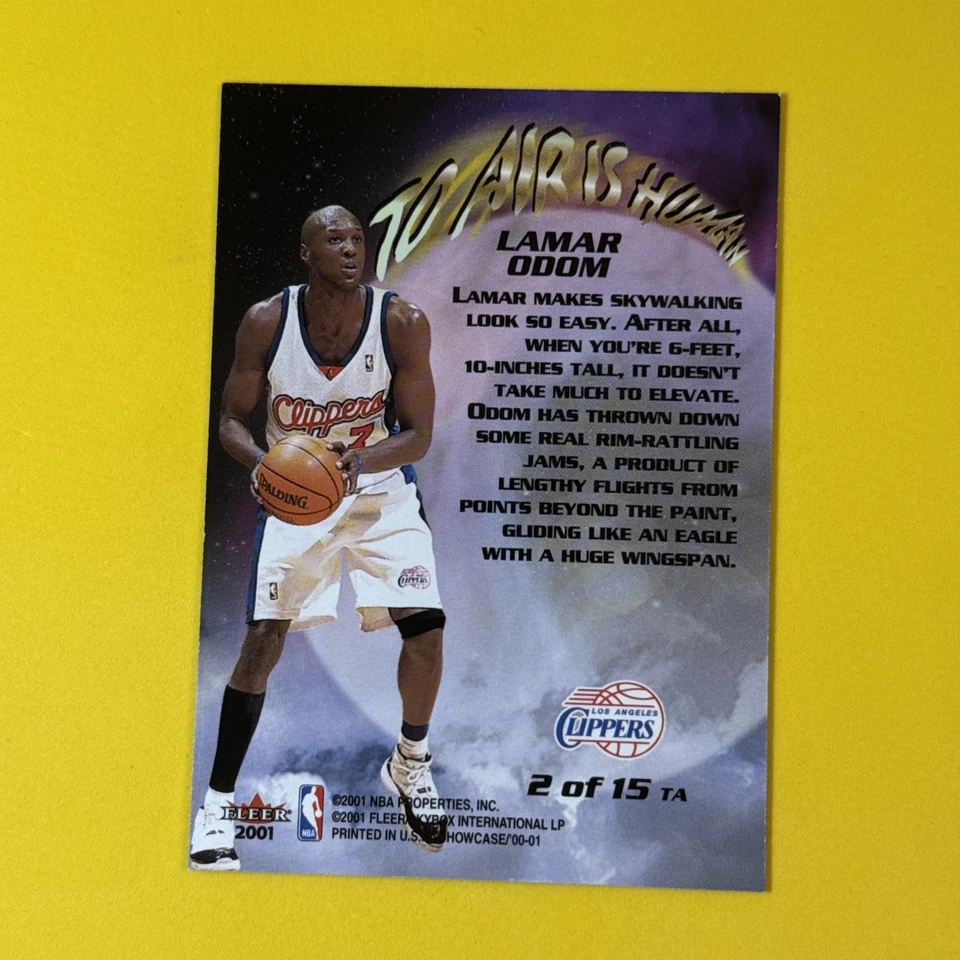 TO AIR IS HUMAN
LAMAR
ODOM
LAMAR MAKES SKYWALKING
LOOK SO EASY. AFTER ALL,
WHEN YOU'RE 6-FEET,
10-INCHES TALL, IT DOESN'T
TAKE MUCH TO ELEVATE.
ODOM HAS THROWN DOWN
SOME REAL RIM-RATTLING
JAMS, A PRODUCT OF
LENGTHY FLIGHTS FROM
POINTS BEYOND THE PAINT,
GLIDING LIKE AN EAGLE
WITH A HUGE WINGSPAN.
Clippers
7
SPALDING
CLIPPERS
LOS ANGELES
CLIPPERS
2 of 15 TA
FLEER
2001
NBA
©2001 NBA PROPERTIES, INC.
©2001 FLEER/SKYBOX INTERNATIONAL LP
PRINTED IN U.S. HOWCASE/'00-01